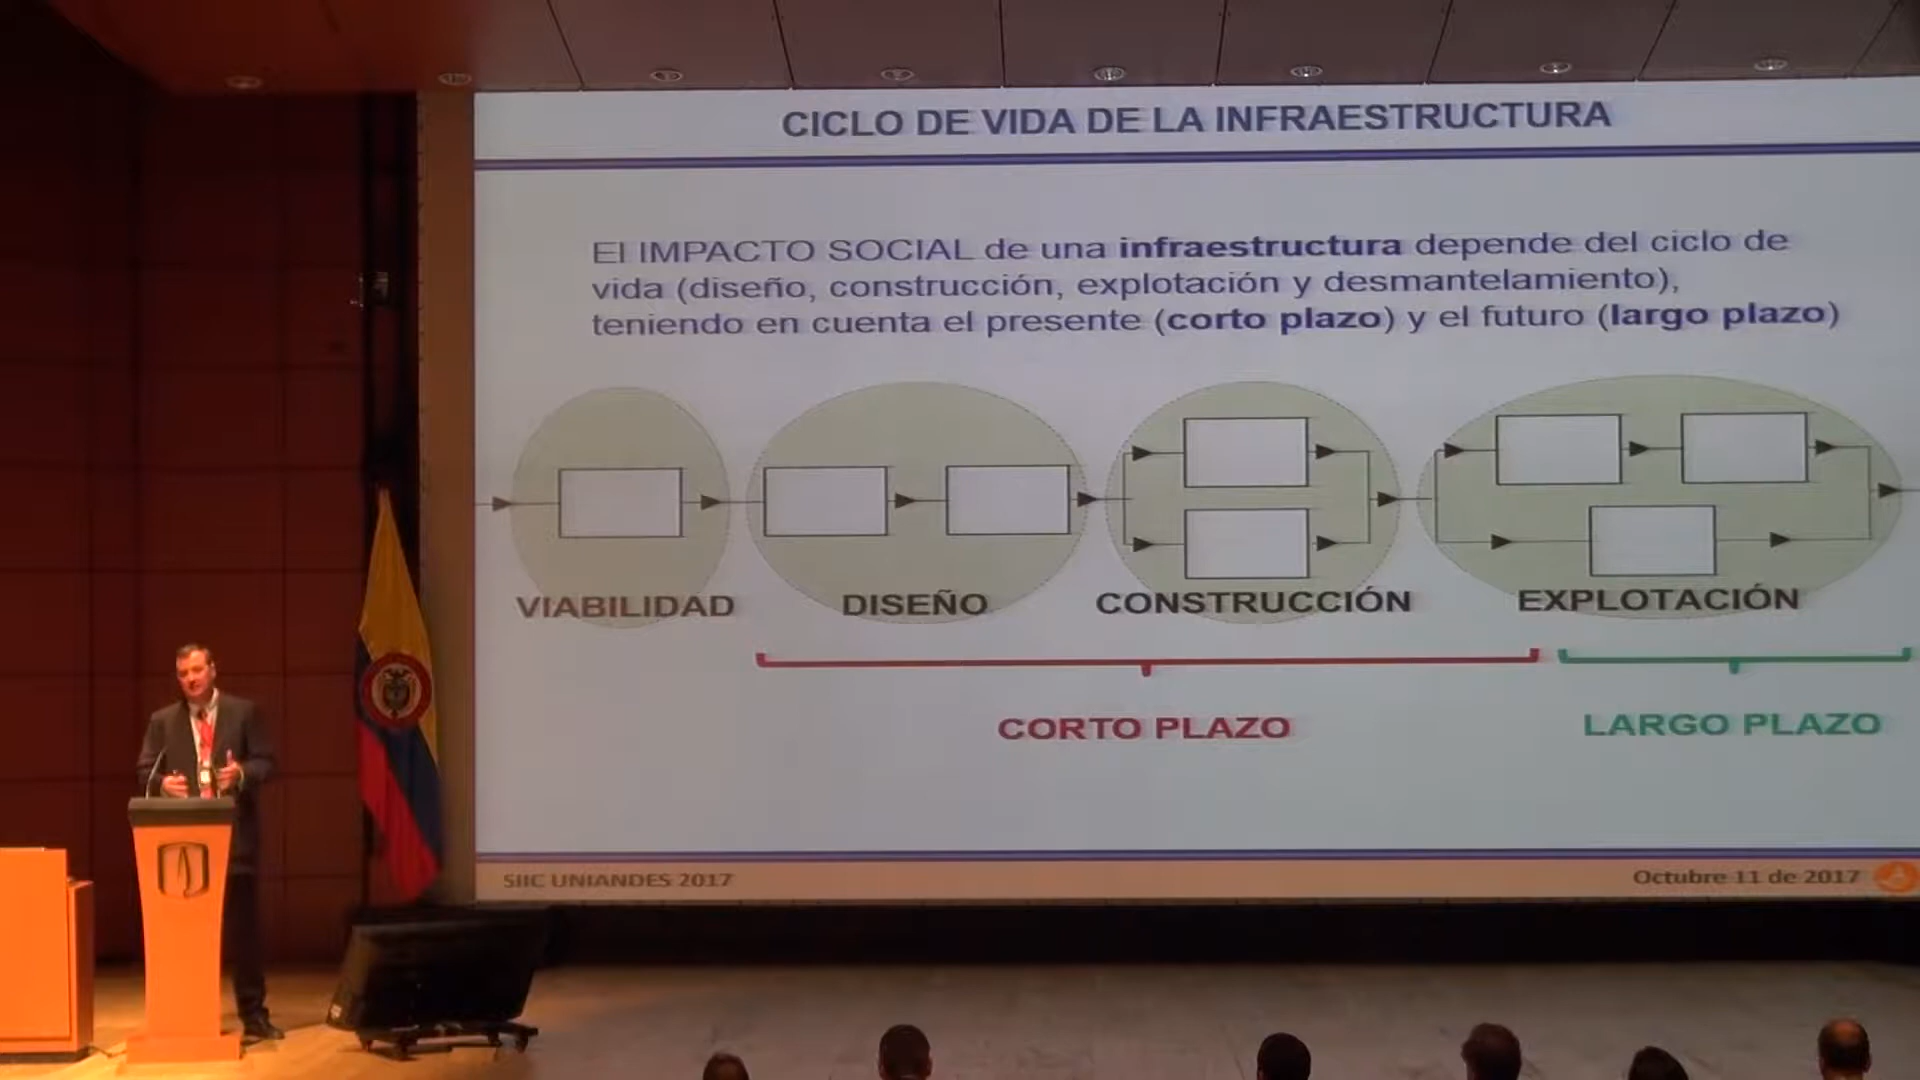 CICLO DE VIDA DE LA INFRAESTRUCTURA
El IMPACTO SOCIAL de una infraestructura depende del ciclo de
vida (diseño, construcción, explotación y desmantelamiento),
teniendo en cuenta el presente (corto plazo) y el futuro (largo plazo)
VIABILIDAD
DISEÑO
CONSTRUCCIÓN
EXPLOTACIÓN
CORTO PLAZO
LARGO PLAZO
SIIC UNIANDES 2017
Octubre 11 de 2017